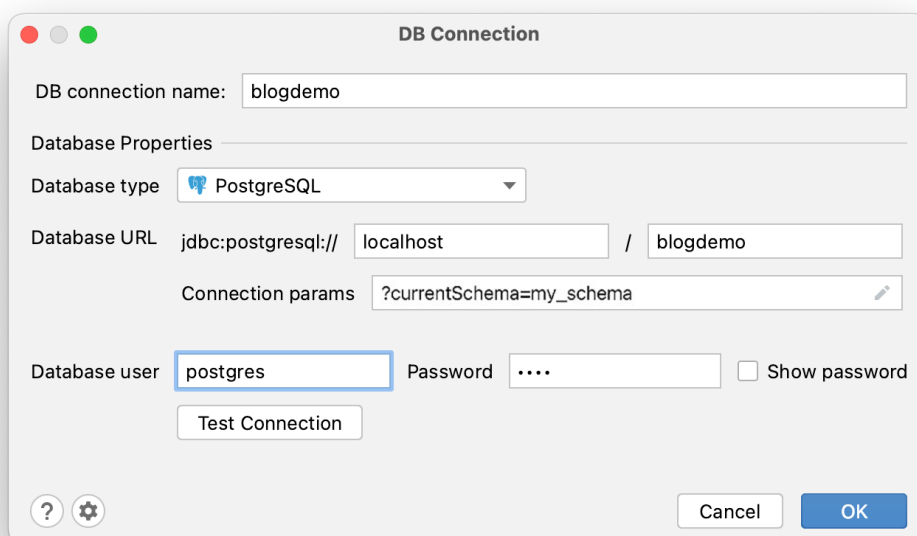 DB Connection
DB connection name: blogdemo
Database Properties
Database type PostgreSQL
Database URL jdbc:postgresql:// localhost / blogdemo
Connection params ?currentSchema=my_schema
Database user postgres Password •••• Show password
Test Connection
? Cancel OK